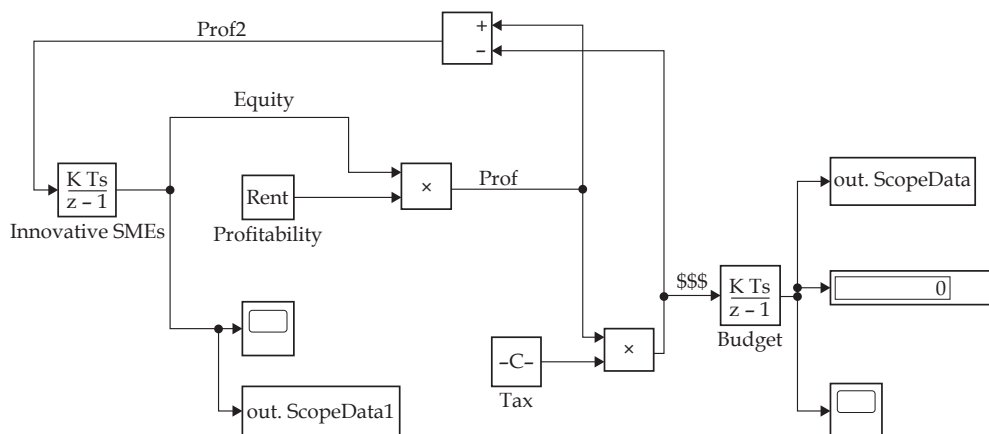 Prof2
+
−
Equity
K Ts
z – 1
Innovative SMEs
Rent
Profitability
×
Prof
out. ScopeData
$$$
K Ts
z – 1
Budget
0
–C–
Tax
×
out. ScopeData1